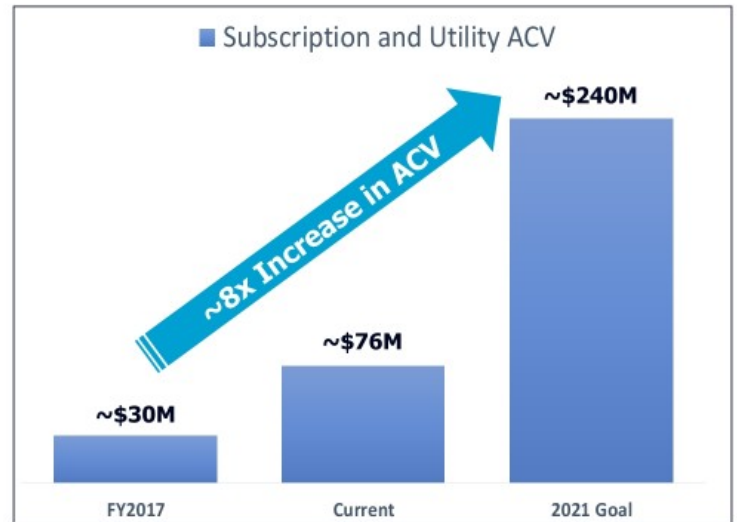 Subscription and Utility ACV
~$240M
~8x Increase in ACV
~$76M
~$30M
FY2017
Current
2021 Goal